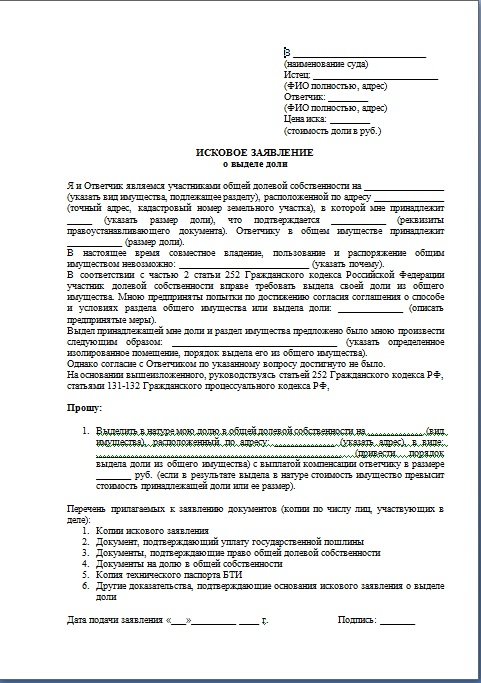 В ___________________________
(наименование суда)
Истец: _________________________
(ФИО полностью, адрес)
Ответчик: ________
(ФИО полностью, адрес)
Цена иска: ________
(стоимость доли в руб.)
ИСКОВОЕ ЗАЯВЛЕНИЕ
о выделе доли
Я и Ответчик являемся участниками общей долевой собственности на ________________
(указать вид имущества, подлежащее разделу), расположенной по адресу ______________
(точный адрес, кадастровый номер земельного участка), в которой мне принадлежит
_____ (указать размер доли), что подтверждается ___________ (реквизиты
правоустанавливающего документа). Ответчику в общем имуществе принадлежит
___________ (размер доли).
В настоящее время совместное владение, пользование и распоряжение общим
имуществом невозможно: __________________________ (указать почему).
В соответствии с частью 2 статьи 252 Гражданского кодекса Российской Федерации
участник долевой собственности вправе требовать выдела своей доли из общего
имущества. Мною предприняты попытки по достижению согласия соглашения о способе
и условиях раздела общего имущества или выдела доли: _____________ (описать
предпринятые меры).
Выдел принадлежащей мне доли и раздел имущества предложено было мною произвести
следующим образом: _________________________________ (указать определенное
изолированное помещение, порядок выдела его из общего имущества).
Однако согласие с Ответчиком по указанному вопросу достигнуто не было.
На основании вышеизложенного, руководствуясь статьей 252 Гражданского кодекса РФ,
статьями 131-132 Гражданского процессуального кодекса РФ,
Прошу:
1. Выделить в натуре мою долю в общей долевой собственности на ___________ (вид
имущества), расположенный по адресу: ____________ (указать адрес), в виде:
_________________________________________________ (привести порядок
выдела доли из общего имущества) с выплатой компенсации ответчику в размере
_______ руб. (если в результате выдела в натуре стоимость имущество превысит
стоимость принадлежащей доли или ее размер).
Перечень прилагаемых к заявлению документов (копии по числу лиц, участвующих в
деле):
1. Копии искового заявления
2. Документ, подтверждающий уплату государственной пошлины
3. Документы, подтверждающие право общей долевой собственности
4. Документы на долю в общей собственности
5. Копия технического паспорта БТИ
6. Другие доказательства, подтверждающие основания искового заявления о выделе
доли
Дата подачи заявления «___»_________ ____ г. Подпись: _______